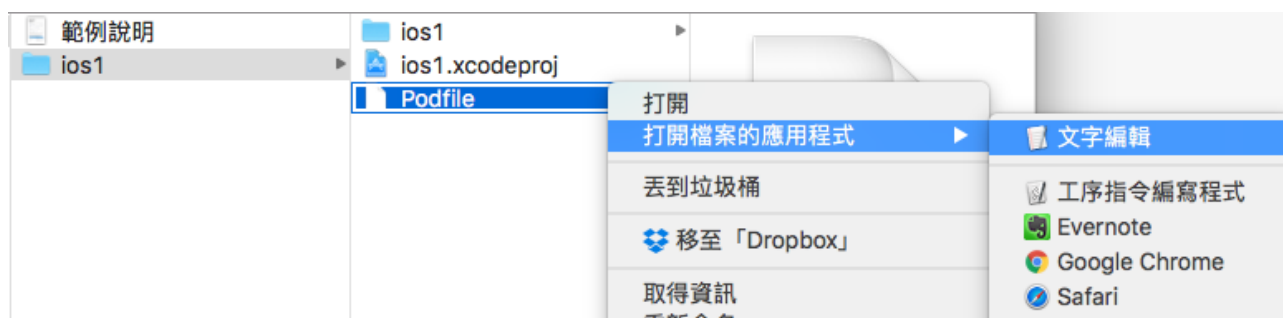 範例說明
ios1
ios1
ios1.xcodeproj
Podfile
打開
打開檔案的應用程式
丟到垃圾桶
移至「Dropbox」
取得資訊
文字編輯
工序指令編寫程式
Evernote
Google Chrome
Safari